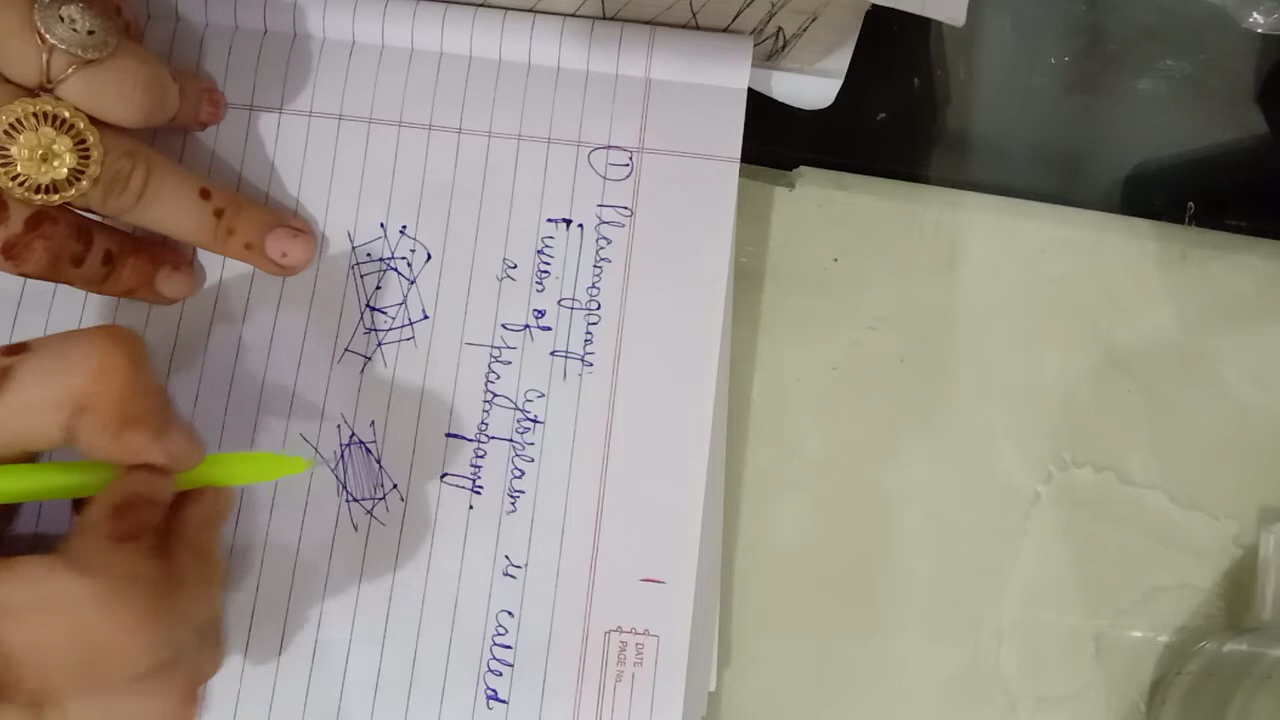 DATE
PAGE No.
① Plasmogamy:
Fusion of Cytoplasm is called
as plasmogamy.